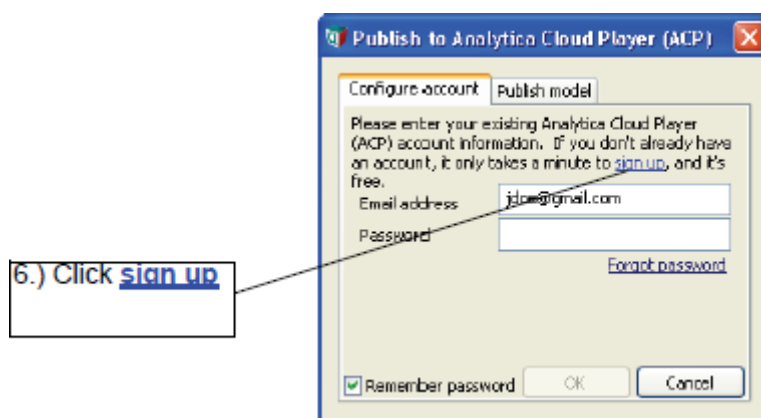 Publish to Analytica Cloud Player (ACP)
Configure account Publish model
Please enter your existing Analytica Cloud Player
(ACP) account information. If you don't already have
an account, it only takes a minute to sign up, and it's
free.
Email address jdoe@gmail.com
Password
Forgot password
6.) Click sign up
Remember password OK Cancel